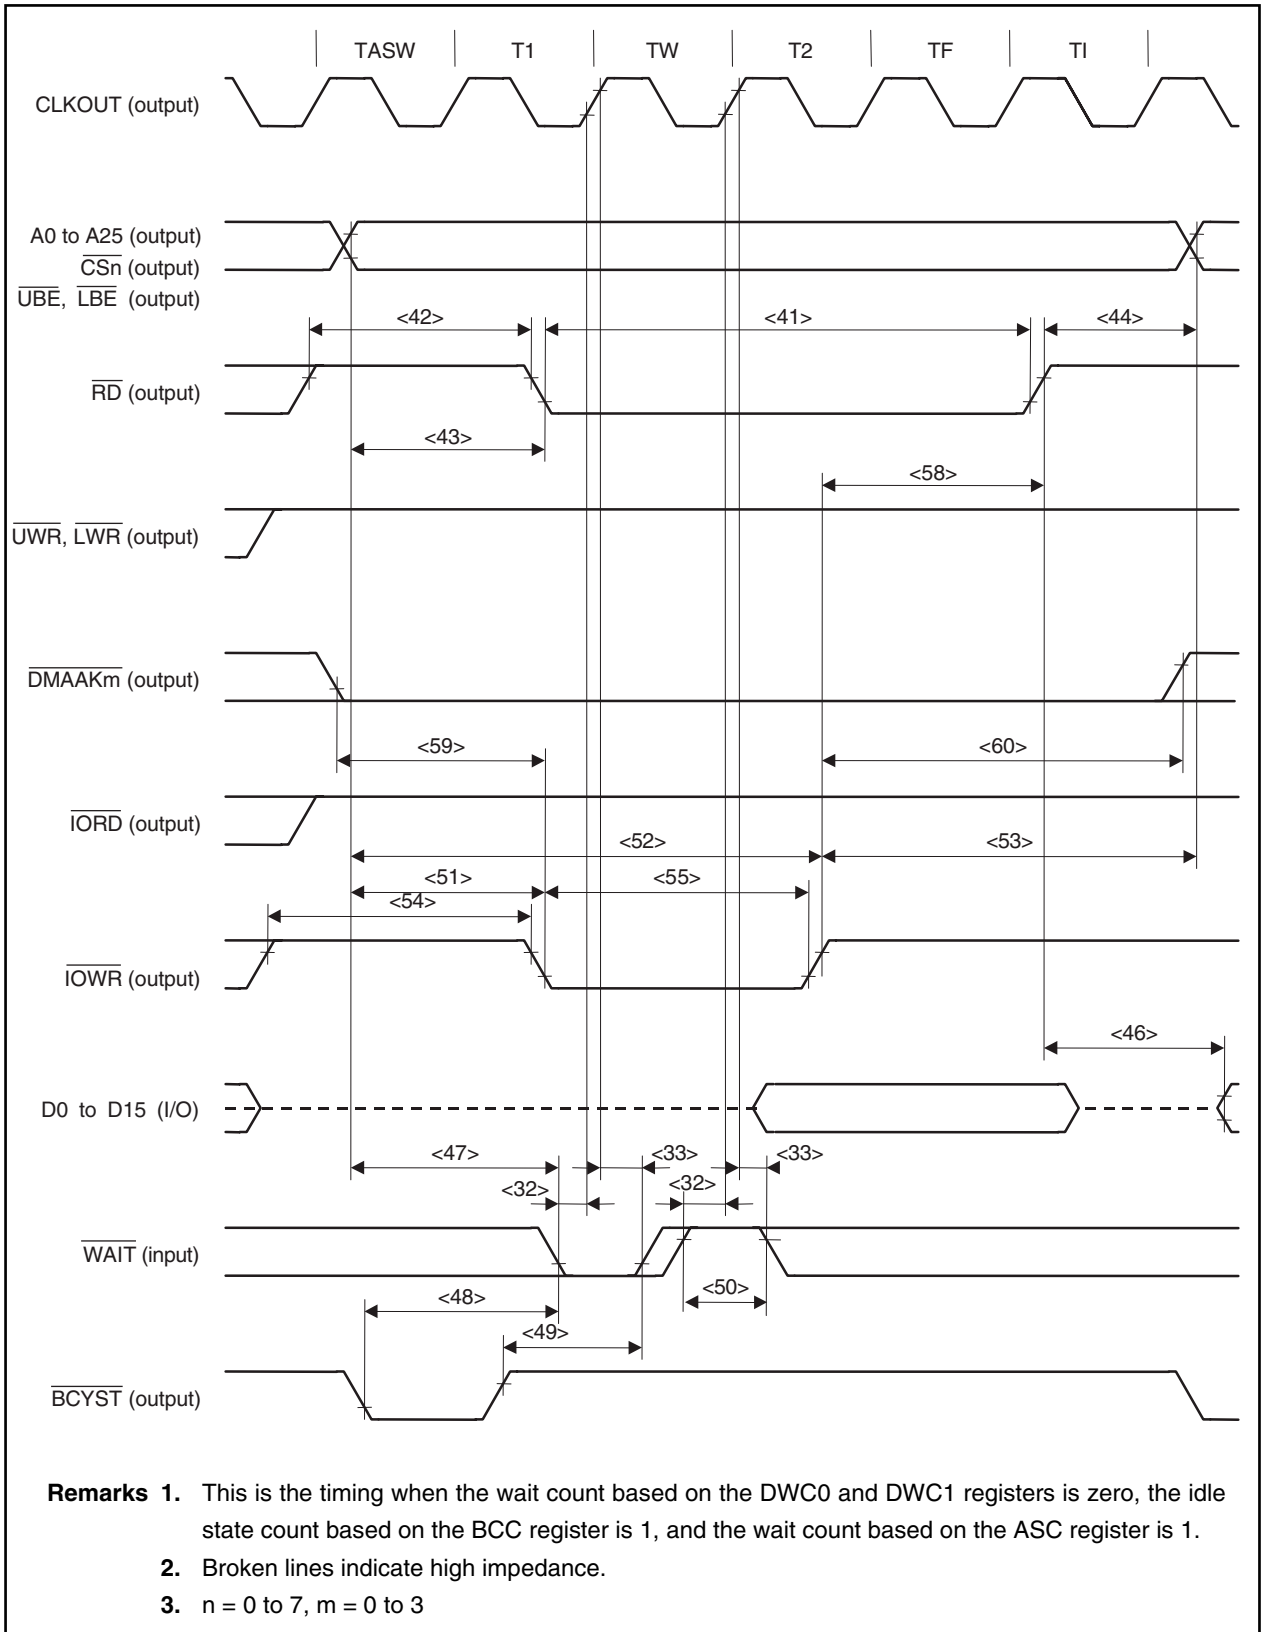 TASW T1 TW T2 TF TI
CLKOUT (output)
A0 to A25 (output)
CSn (output)
UBE, LBE (output)
<42> <41> <44>
RD (output)
<43>
<58>
UWR, LWR (output)
DMAAKm (output)
<59> <60>
IORD (output)
<52> <53>
<51> <55>
<54>
IOWR (output)
<46>
D0 to D15 (I/O)
<47> <33> <33>
<32> <32>
WAIT (input)
<50>
<48>
<49>
BCYST (output)
Remarks 1. This is the timing when the wait count based on the DWC0 and DWC1 registers is zero, the idle
state count based on the BCC register is 1, and the wait count based on the ASC register is 1.
2. Broken lines indicate high impedance.
3. n = 0 to 7, m = 0 to 3